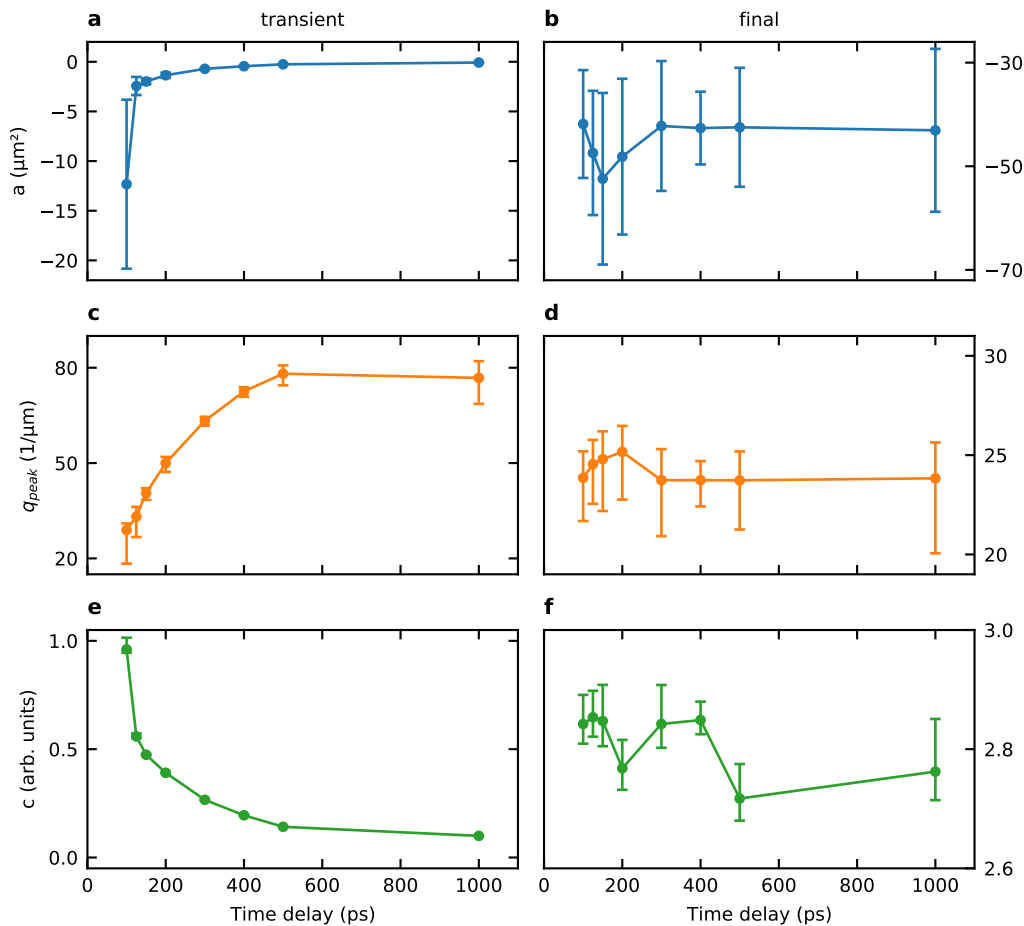 a transient b final
0
−5
−10
−15
−20
a (µm²)
−30
−50
−70
c d
80
50
20
q_peak (1/µm)
30
25
20
e f
1.0
0.5
0.0
c (arb. units)
3.0
2.8
2.6
0 200 400 600 800 1000 0 200 400 600 800 1000
Time delay (ps) Time delay (ps)